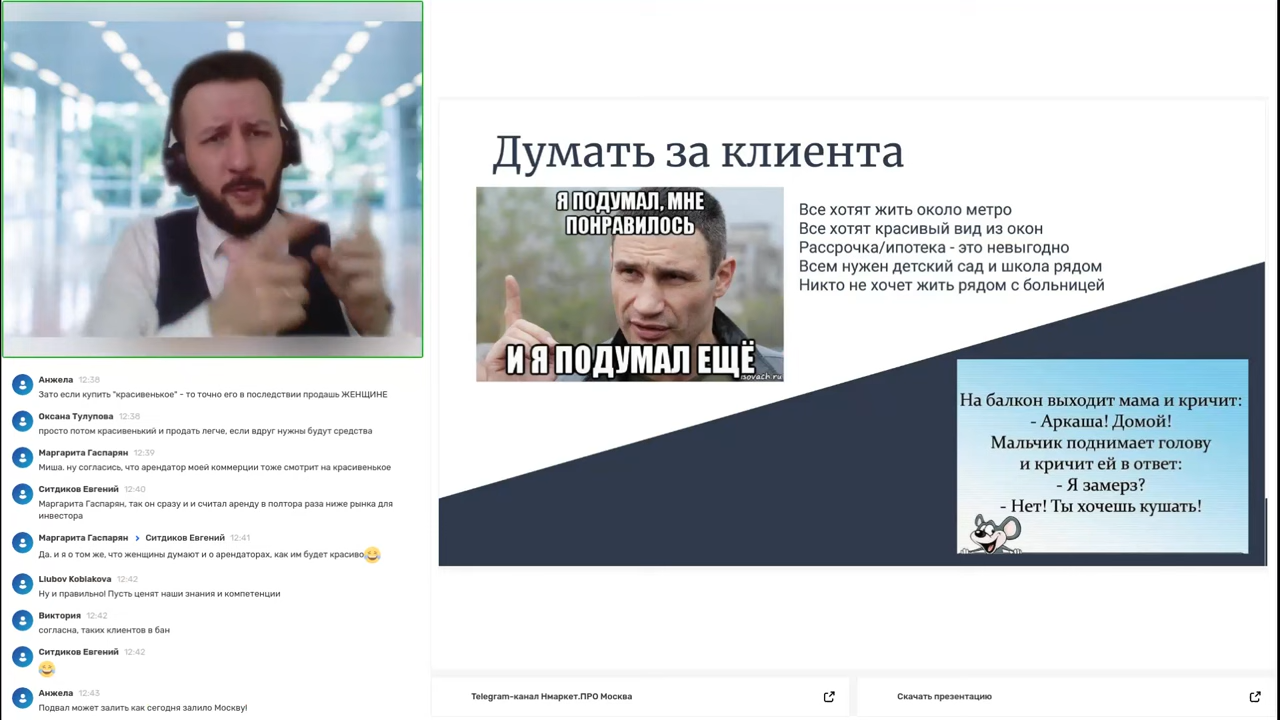 Думать за клиента
Я ПОДУМАЛ, МНЕ
ПОНРАВИЛОСЬ
И Я ПОДУМАЛ ЕЩЁ
isovach.ru
Все хотят жить около метро
Все хотят красивый вид из окон
Рассрочка/ипотека - это невыгодно
Всем нужен детский сад и школа рядом
Никто не хочет жить рядом с больницей
На балкон выходит мама и кричит:
- Аркаша! Домой!
Мальчик поднимает голову
и кричит ей в ответ:
- Я замерз?
- Нет! Ты хочешь кушать!
Анжела 12:38
Зато если купить "красивенькое" - то точно его в последствии продашь ЖЕНЩИНЕ
Оксана Тулупова 12:38
просто потом красивенький и продать легче, если вдруг нужны будут средства
Маргарита Гаспарян 12:39
Миша. ну согласись, что арендатор моей коммерции тоже смотрит на красивенькое
Ситдиков Евгений 12:40
Маргарита Гаспарян, так он сразу и и считал аренду в полтора раза ниже рынка для
инвестора
Маргарита Гаспарян > Ситдиков Евгений 12:41
Да. и я о том же, что женщины думают и о арендаторах, как им будет красиво😂
Liubov Koblakova 12:42
Ну и правильно! Пусть ценят наши знания и компетенции
Виктория 12:42
согласна, таких клиентов в бан
Ситдиков Евгений 12:42
😂
Анжела 12:43
Подвал может залить как сегодня залило Москву!
Telegram-канал Нмаркет.ПРО Москва
Скачать презентацию